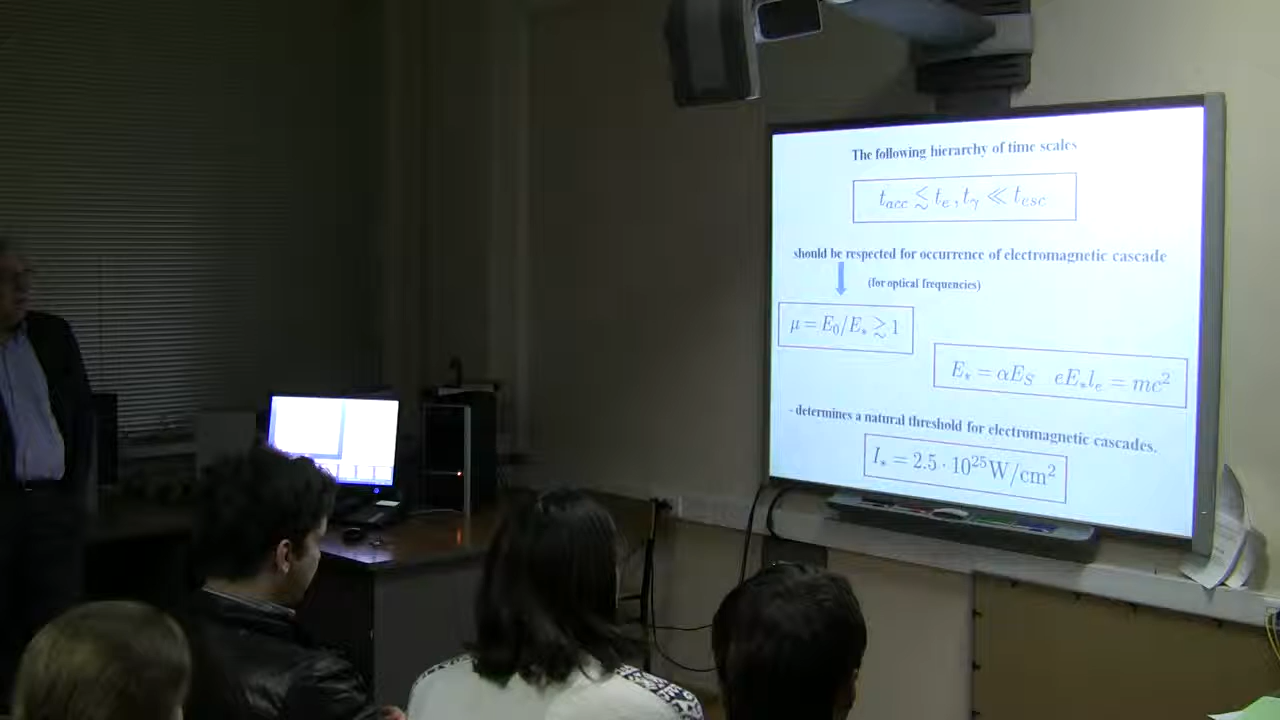 The following hierarchy of time scales
t_acc ≲ t_e, t_γ ≪ t_esc
should be respected for occurrence of electromagnetic cascade
(for optical frequencies)
μ = E_0/E_* ≳ 1
E_* = αE_S eE_*l_e = mc^2
- determines a natural threshold for electromagnetic cascades.
I_* = 2.5 · 10^25 W/cm^2